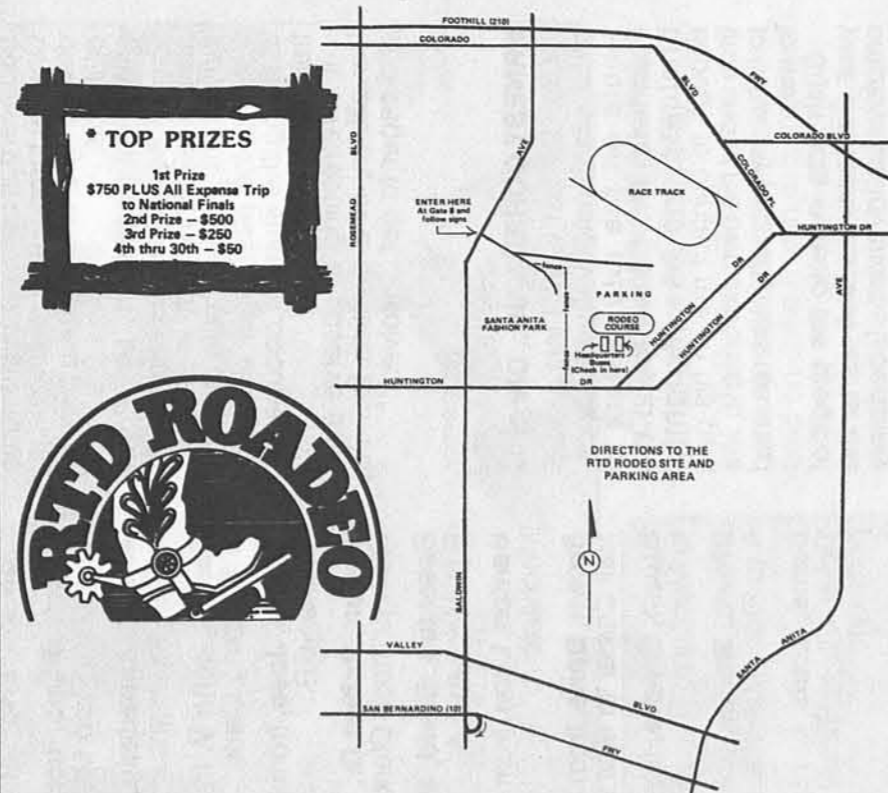 * TOP PRIZES
1st Prize
$750 PLUS All Expense Trip
to National Finals
2nd Prize — $500
3rd Prize — $250
4th thru 30th — $50
RTD ROADEO
FOOTHILL (210)
FWY
COLORADO
BLVD
COLORADO BLVD
COLORADO PL
ROSEMEAD
BLVD
AVE
RACE TRACK
ENTER HERE
At Gate 8 and
follow signs
HUNTINGTON DR
fence
fence
PARKING
AVE
SANTA ANITA
FASHION PARK
RODEO
COURSE
HUNTINGTON
DR
HUNTINGTON
DR
fence
Headquarters
Buses
(Check in here)
HUNTINGTON
DR
DIRECTIONS TO THE
RTD RODEO SITE AND
PARKING AREA
N
BALDWIN
SANTA
ANITA
VALLEY
BLVD
SAN BERNARDINO (10)
FWY